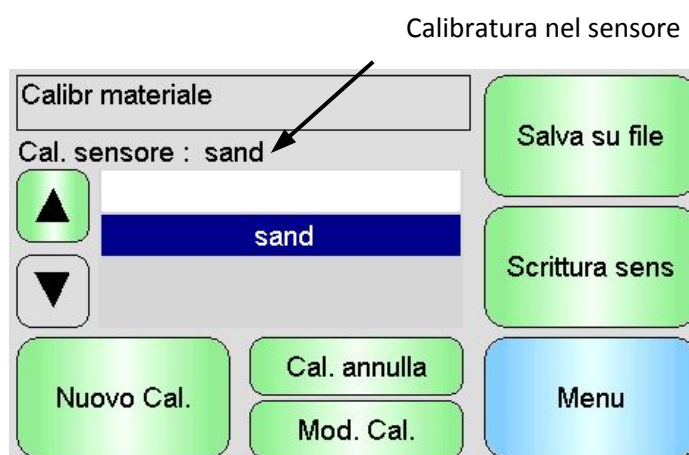 Calibratura nel sensore
Calibr materiale
Cal. sensore : sand
sand
Salva su file
Scrittura sens
Nuovo Cal.
Cal. annulla
Mod. Cal.
Menu